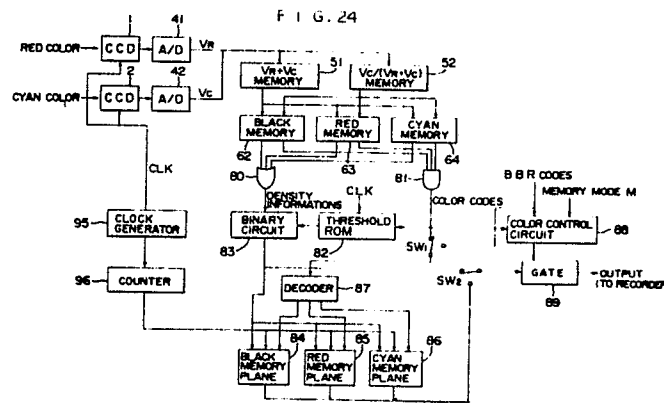 F I G.24
1
41
RED COLOR
CCD
A/D
VR
2
42
CYAN COLOR
CCD
A/D
VC
51
VR+VC
MEMORY
52
VC/(VR+VC)
MEMORY
BLACK
MEMORY
RED
MEMORY
CYAN
MEMORY
62
63
64
80
81
CLK
DENSITY
INFORMATIONS
CLK
COLOR CODES
B B R CODES
MEMORY MODE M
95
CLOCK
GENERATOR
BINARY
CIRCUIT
83
THRESHOLD
ROM
82
SW1
COLOR CONTROL
CIRCUIT
88
96
COUNTER
DECODER
87
SW2
GATE
89
OUTPUT
(TO RECORDER)
84
85
86
BLACK
MEMORY
PLANE
RED
MEMORY
PLANE
CYAN
MEMORY
PLANE